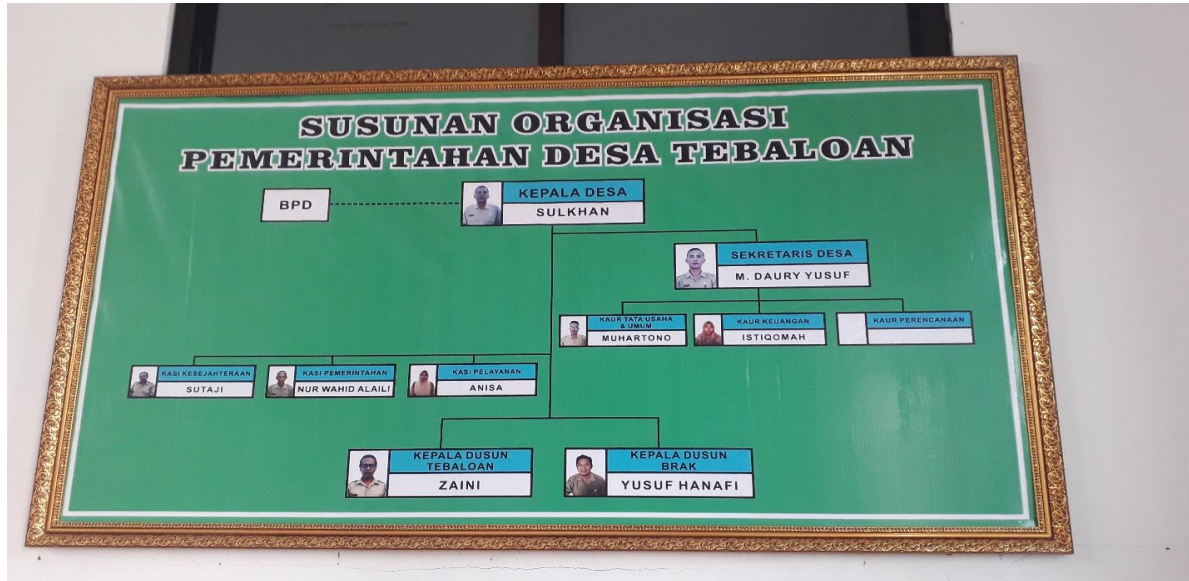 SUSUNAN ORGANISASI
PEMERINTAHAN DESA TEBALOAN
BPD
KEPALA DESA
SULKHAN
SEKRETARIS DESA
M. DAURY YUSUF
KAUR TATA USAHA
& UMUM
MUHARTONO
KAUR KEUANGAN
ISTIQOMAH
KAUR PERENCANAAN
KASI KESEJAHTERAAN
SUTAJI
KASI PEMERINTAHAN
NUR WAHID ALAILI
KASI PELAYANAN
ANISA
KEPALA DUSUN
TEBALOAN
ZAINI
KEPALA DUSUN
BRAK
YUSUF HANAFI